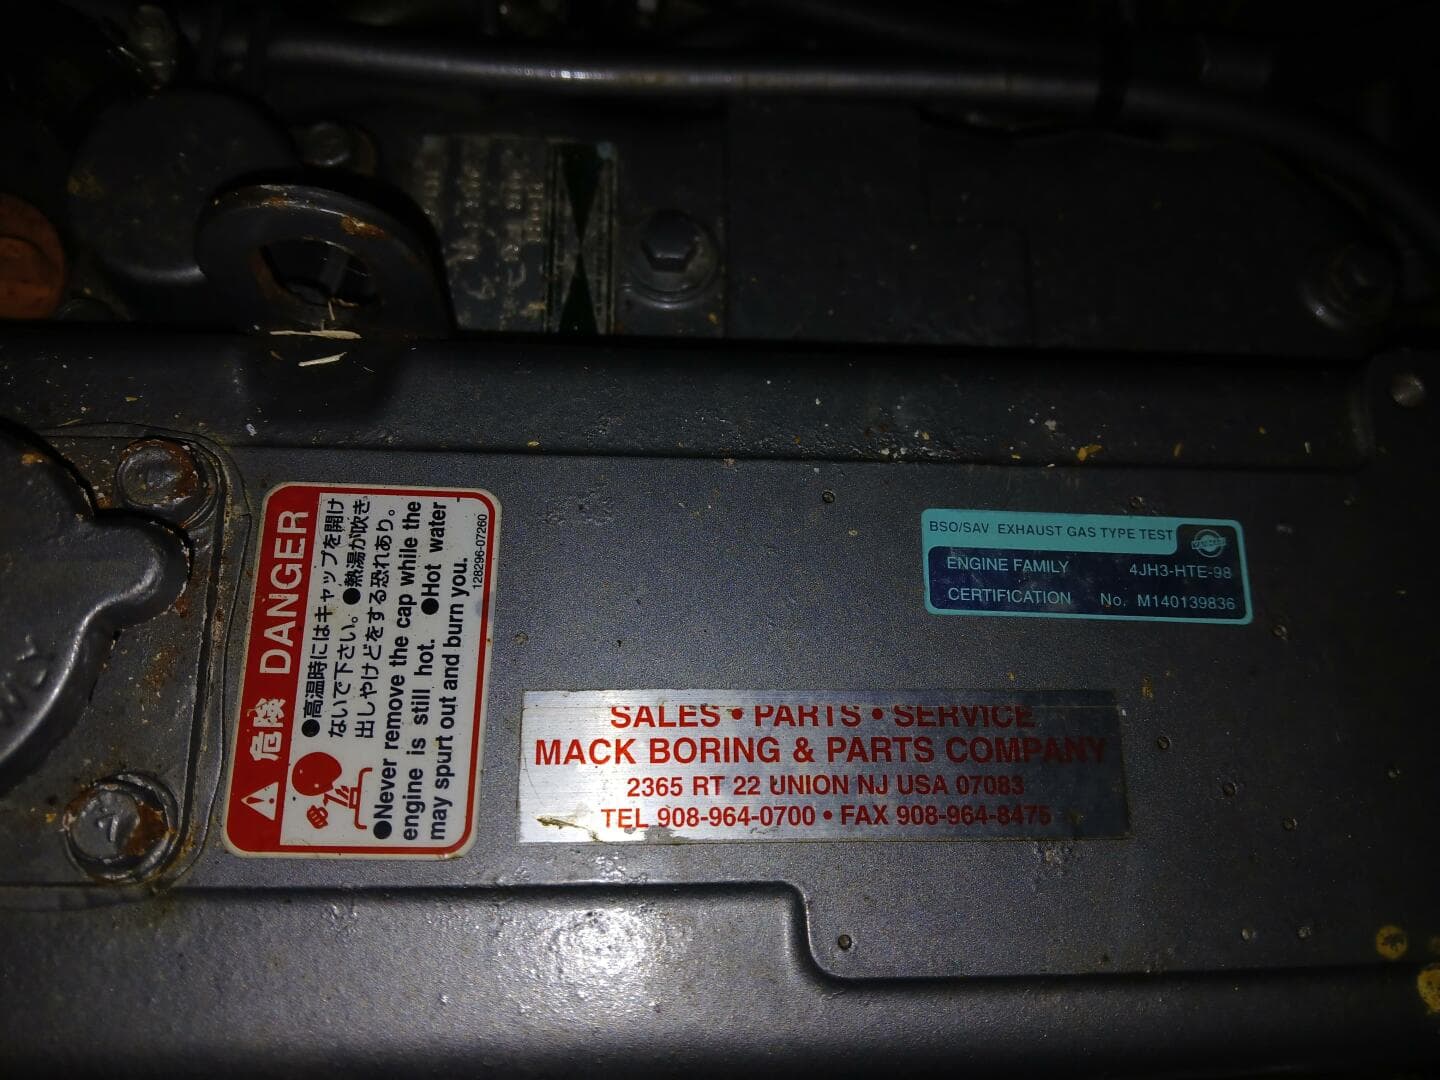 危険 DANGER
●高温時にはキャップを開け
ないで下さい。●熱湯が吹き
出しやけどをする恐れあり。
●Never remove the cap while the
engine is still hot. ●Hot water
may spurt out and burn you.
128296-07260
BSO/SAV EXHAUST GAS TYPE TEST
ENGINE FAMILY 4JH3-HTE-98
CERTIFICATION No. M140139836
SALES • PARTS • SERVICE
MACK BORING & PARTS COMPANY
2365 RT 22 UNION NJ USA 07083
TEL 908-964-0700 • FAX 908-964-8475